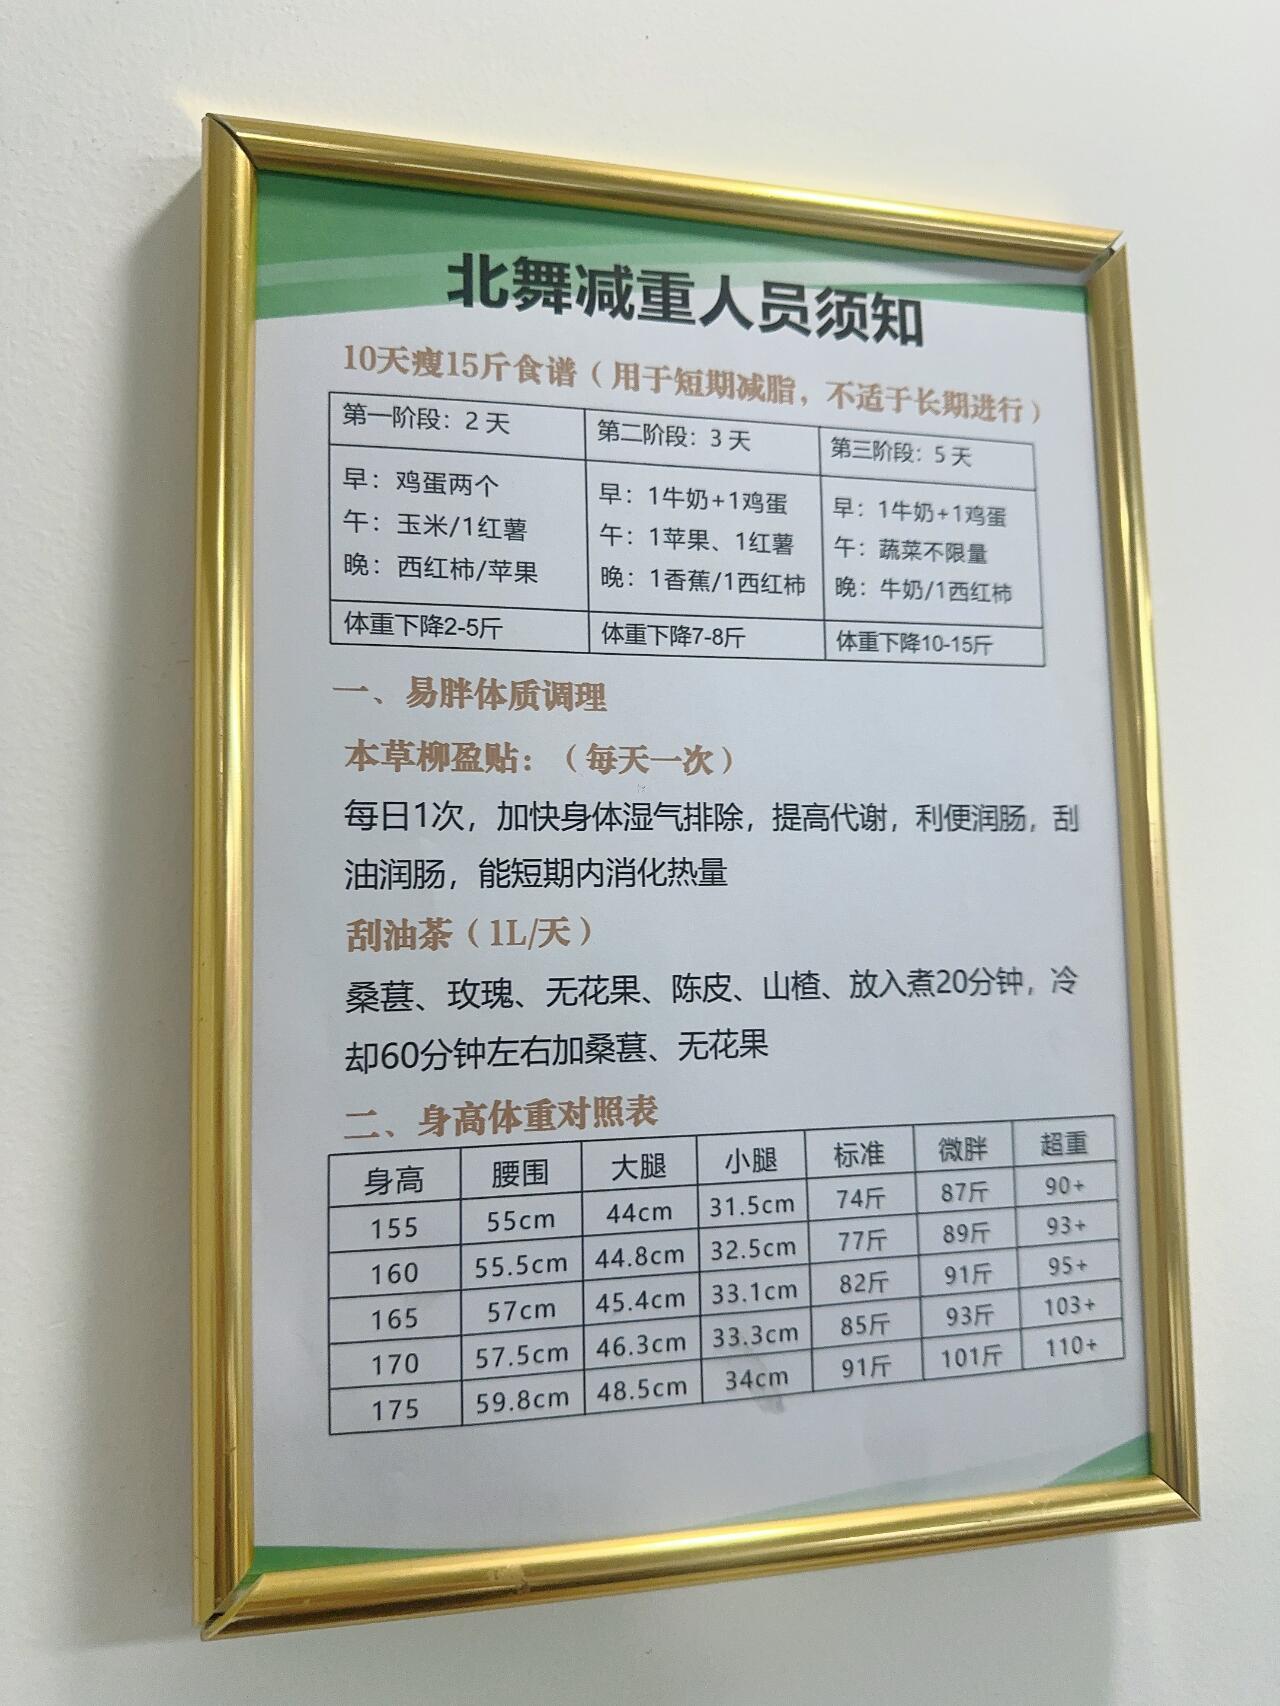 北舞减重人员须知
10天瘦15斤食谱（用于短期减脂，不适于长期进行）
第一阶段：2 天 第二阶段：3 天 第三阶段：5 天
早：鸡蛋两个 早：1牛奶+1鸡蛋 早：1牛奶+1鸡蛋
午：玉米/1红薯 午：1苹果、1红薯 午：蔬菜不限量
晚：西红柿/苹果 晚：1香蕉/1西红柿 晚：牛奶/1西红柿
体重下降2-5斤 体重下降7-8斤 体重下降10-15斤
一、易胖体质调理
本草柳盈贴：（每天一次）
每日1次，加快身体湿气排除，提高代谢，利便润肠，刮
油润肠，能短期内消化热量
刮油茶（1L/天）
桑葚、玫瑰、无花果、陈皮、山楂、放入煮20分钟，冷
却60分钟左右加桑葚、无花果
二、身高体重对照表
身高 腰围 大腿 小腿 标准 微胖 超重
155 55cm 44cm 31.5cm 74斤 87斤 90+
160 55.5cm 44.8cm 32.5cm 77斤 89斤 93+
165 57cm 45.4cm 33.1cm 82斤 91斤 95+
170 57.5cm 46.3cm 33.3cm 85斤 93斤 103+
175 59.8cm 48.5cm 34cm 91斤 101斤 110+